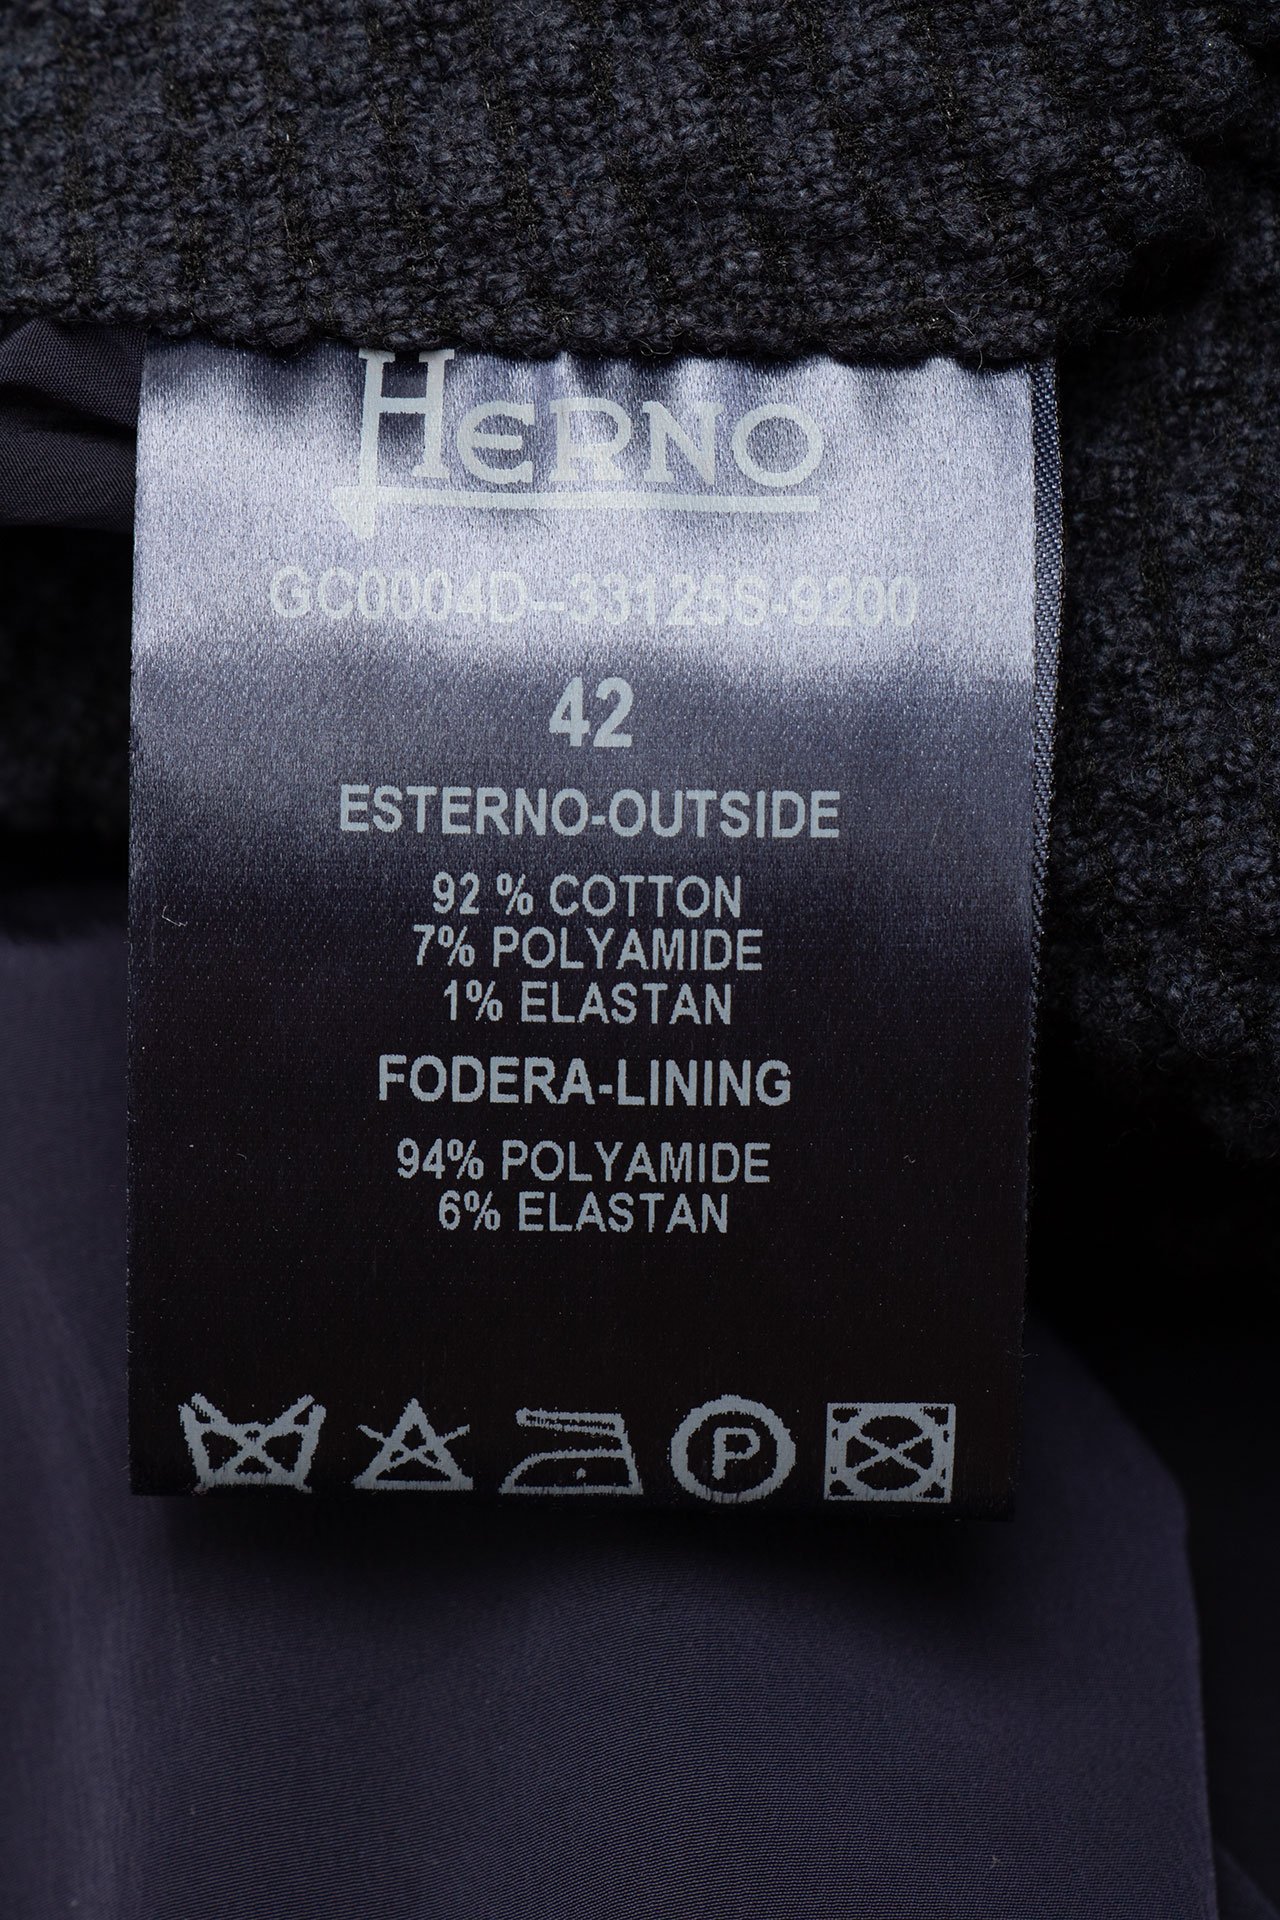 HERNO
GC0004D--33125S-9200
42
ESTERNO-OUTSIDE
92 % COTTON
7% POLYAMIDE
1% ELASTAN
FODERA-LINING
94% POLYAMIDE
6% ELASTAN
P